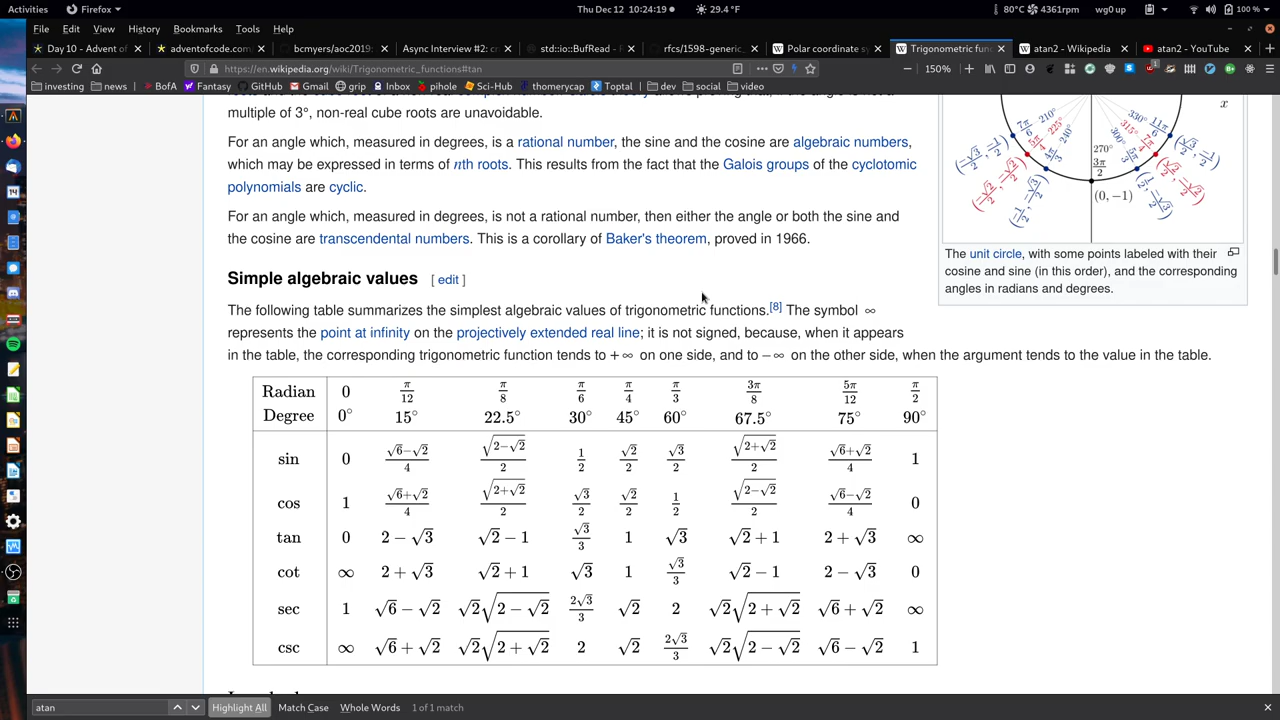 Activities Firefox Thu Dec 12 10:24:19 29.4 °F 80°C 4361rpm wg0 up 100 %
File Edit View History Bookmarks Tools Help
Day 10 - Advent of adventofcode.com/ bcmyers/aoc2019: Async Interview #2: cr std::io::BufRead - R rfcs/1598-generic_ Polar coordinate sy Trigonometric func atan2 - Wikipedia atan2 - YouTube
https://en.wikipedia.org/wiki/Trigonometric_functions#tan 150%
investing news BofA Fantasy GitHub Gmail grip Inbox pihole Sci-Hub thomerycap Toptal dev social video
multiple of 3°, non-real cube roots are unavoidable.
For an angle which, measured in degrees, is a rational number, the sine and the cosine are algebraic numbers,
which may be expressed in terms of nth roots. This results from the fact that the Galois groups of the cyclotomic
polynomials are cyclic.
For an angle which, measured in degrees, is not a rational number, then either the angle or both the sine and
the cosine are transcendental numbers. This is a corollary of Baker's theorem, proved in 1966.
x
7π/6 210° 5π/4 225° 4π/3 240° 270° 3π/2 300° 315° 330° 11π/6
(0, −1)
The unit circle, with some points labeled with their
cosine and sine (in this order), and the corresponding
angles in radians and degrees.
Simple algebraic values [ edit ]
The following table summarizes the simplest algebraic values of trigonometric functions.[8] The symbol ∞
represents the point at infinity on the projectively extended real line; it is not signed, because, when it appears
in the table, the corresponding trigonometric function tends to +∞ on one side, and to −∞ on the other side, when the argument tends to the value in the table.
Radian 0 π/12 π/8 π/6 π/4 π/3 3π/8 5π/12 π/2
Degree 0° 15° 22.5° 30° 45° 60° 67.5° 75° 90°
sin 0 √6−√2/4 √2−√2/2 1/2 √2/2 √3/2 √2+√2/2 √6+√2/4 1
cos 1 √6+√2/4 √2+√2/2 √3/2 √2/2 1/2 √2−√2/2 √6−√2/4 0
tan 0 2 − √3 √2 − 1 √3/3 1 √3 √2 + 1 2 + √3 ∞
cot ∞ 2 + √3 √2 + 1 √3 1 √3/3 √2 − 1 2 − √3 0
sec 1 √6 − √2 √2√2 − √2 2√3/3 √2 2 √2√2 + √2 √6 + √2 ∞
csc ∞ √6 + √2 √2√2 + √2 2 √2 2√3/3 √2√2 − √2 √6 − √2 1
atan Highlight All Match Case Whole Words 1 of 1 match